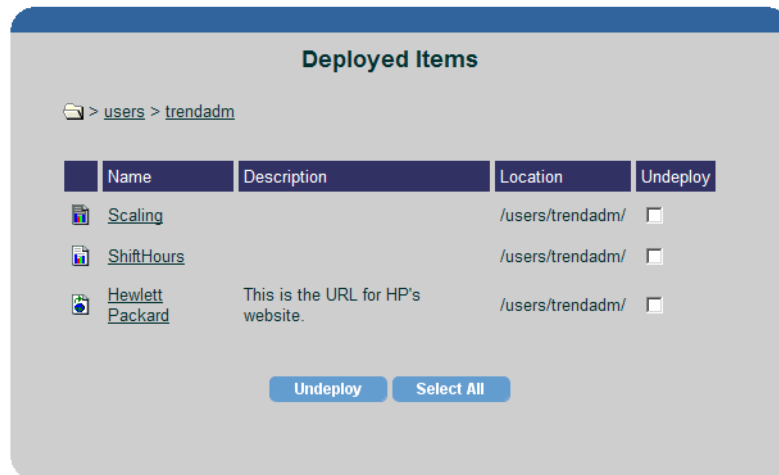 Deployed Items
> users > trendadm
Name Description Location Undeploy
Scaling /users/trendadm/
ShiftHours /users/trendadm/
Hewlett Packard This is the URL for HP's website. /users/trendadm/
Undeploy Select All